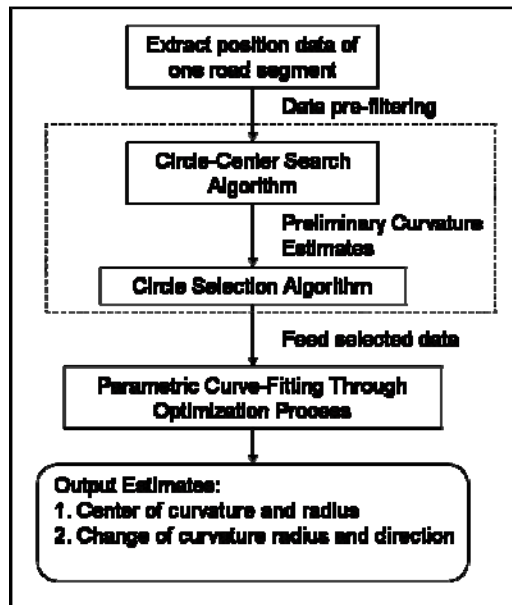 Extract position data of
one road segment
Data pre-filtering
Circle-Center Search
Algorithm
Preliminary Curvature
Estimates
Circle Selection Algorithm
Feed selected data
Parametric Curve-Fitting Through
Optimization Process
Output Estimates:
1. Center of curvature and radius
2. Change of curvature radius and direction